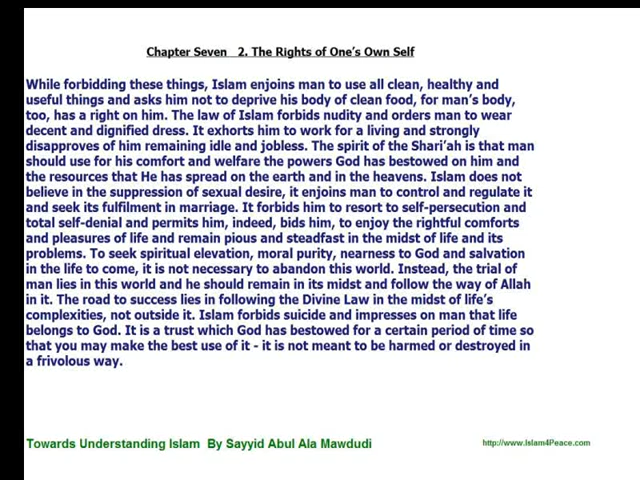 Chapter Seven   2. The Rights of One's Own Self
While forbidding these things, Islam enjoins man to use all clean, healthy and
useful things and asks him not to deprive his body of clean food, for man's body,
too, has a right on him. The law of Islam forbids nudity and orders man to wear
decent and dignified dress. It exhorts him to work for a living and strongly
disapproves of him remaining idle and jobless. The spirit of the Shari'ah is that man
should use for his comfort and welfare the powers God has bestowed on him and
the resources that He has spread on the earth and in the heavens. Islam does not
believe in the suppression of sexual desire, it enjoins man to control and regulate it
and seek its fulfilment in marriage. It forbids him to resort to self-persecution and
total self-denial and permits him, indeed, bids him, to enjoy the rightful comforts
and pleasures of life and remain pious and steadfast in the midst of life and its
problems. To seek spiritual elevation, moral purity, nearness to God and salvation
in the life to come, it is not necessary to abandon this world. Instead, the trial of
man lies in this world and he should remain in its midst and follow the way of Allah
in it. The road to success lies in following the Divine Law in the midst of life's
complexities, not outside it. Islam forbids suicide and impresses on man that life
belongs to God. It is a trust which God has bestowed for a certain period of time so
that you may make the best use of it - it is not meant to be harmed or destroyed in
a frivolous way.
Towards Understanding Islam  By Sayyid Abul Ala Mawdudi
http://www.Islam4Peace.com